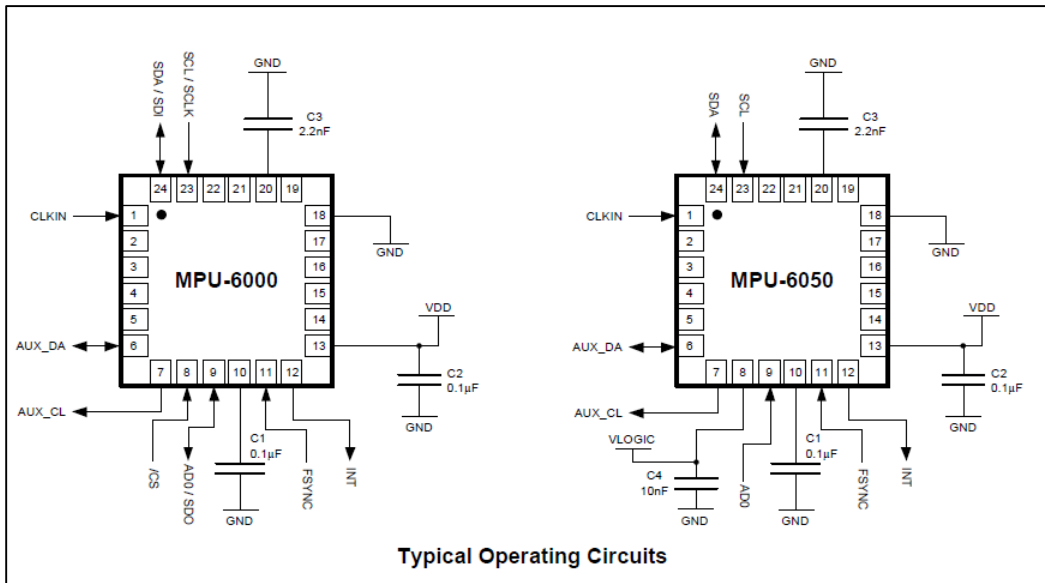 GND
SDA / SDI
SCL / SCLK
C3
2.2nF
24 23 22 21 20 19
CLKIN
1
2
3
4
5
6
MPU-6000
18
17
16
15
14
13
GND
VDD
AUX_DA
7 8 9 10 11 12
C2
0.1µF
GND
AUX_CL
/CS
AD0 / SDO
C1
0.1µF
GND
FSYNC
INT
GND
SDA
SCL
C3
2.2nF
24 23 22 21 20 19
CLKIN
1
2
3
4
5
6
MPU-6050
18
17
16
15
14
13
GND
VDD
AUX_DA
7 8 9 10 11 12
C2
0.1µF
GND
AUX_CL
VLOGIC
C4
10nF
GND
AD0
C1
0.1µF
GND
FSYNC
INT
Typical Operating Circuits